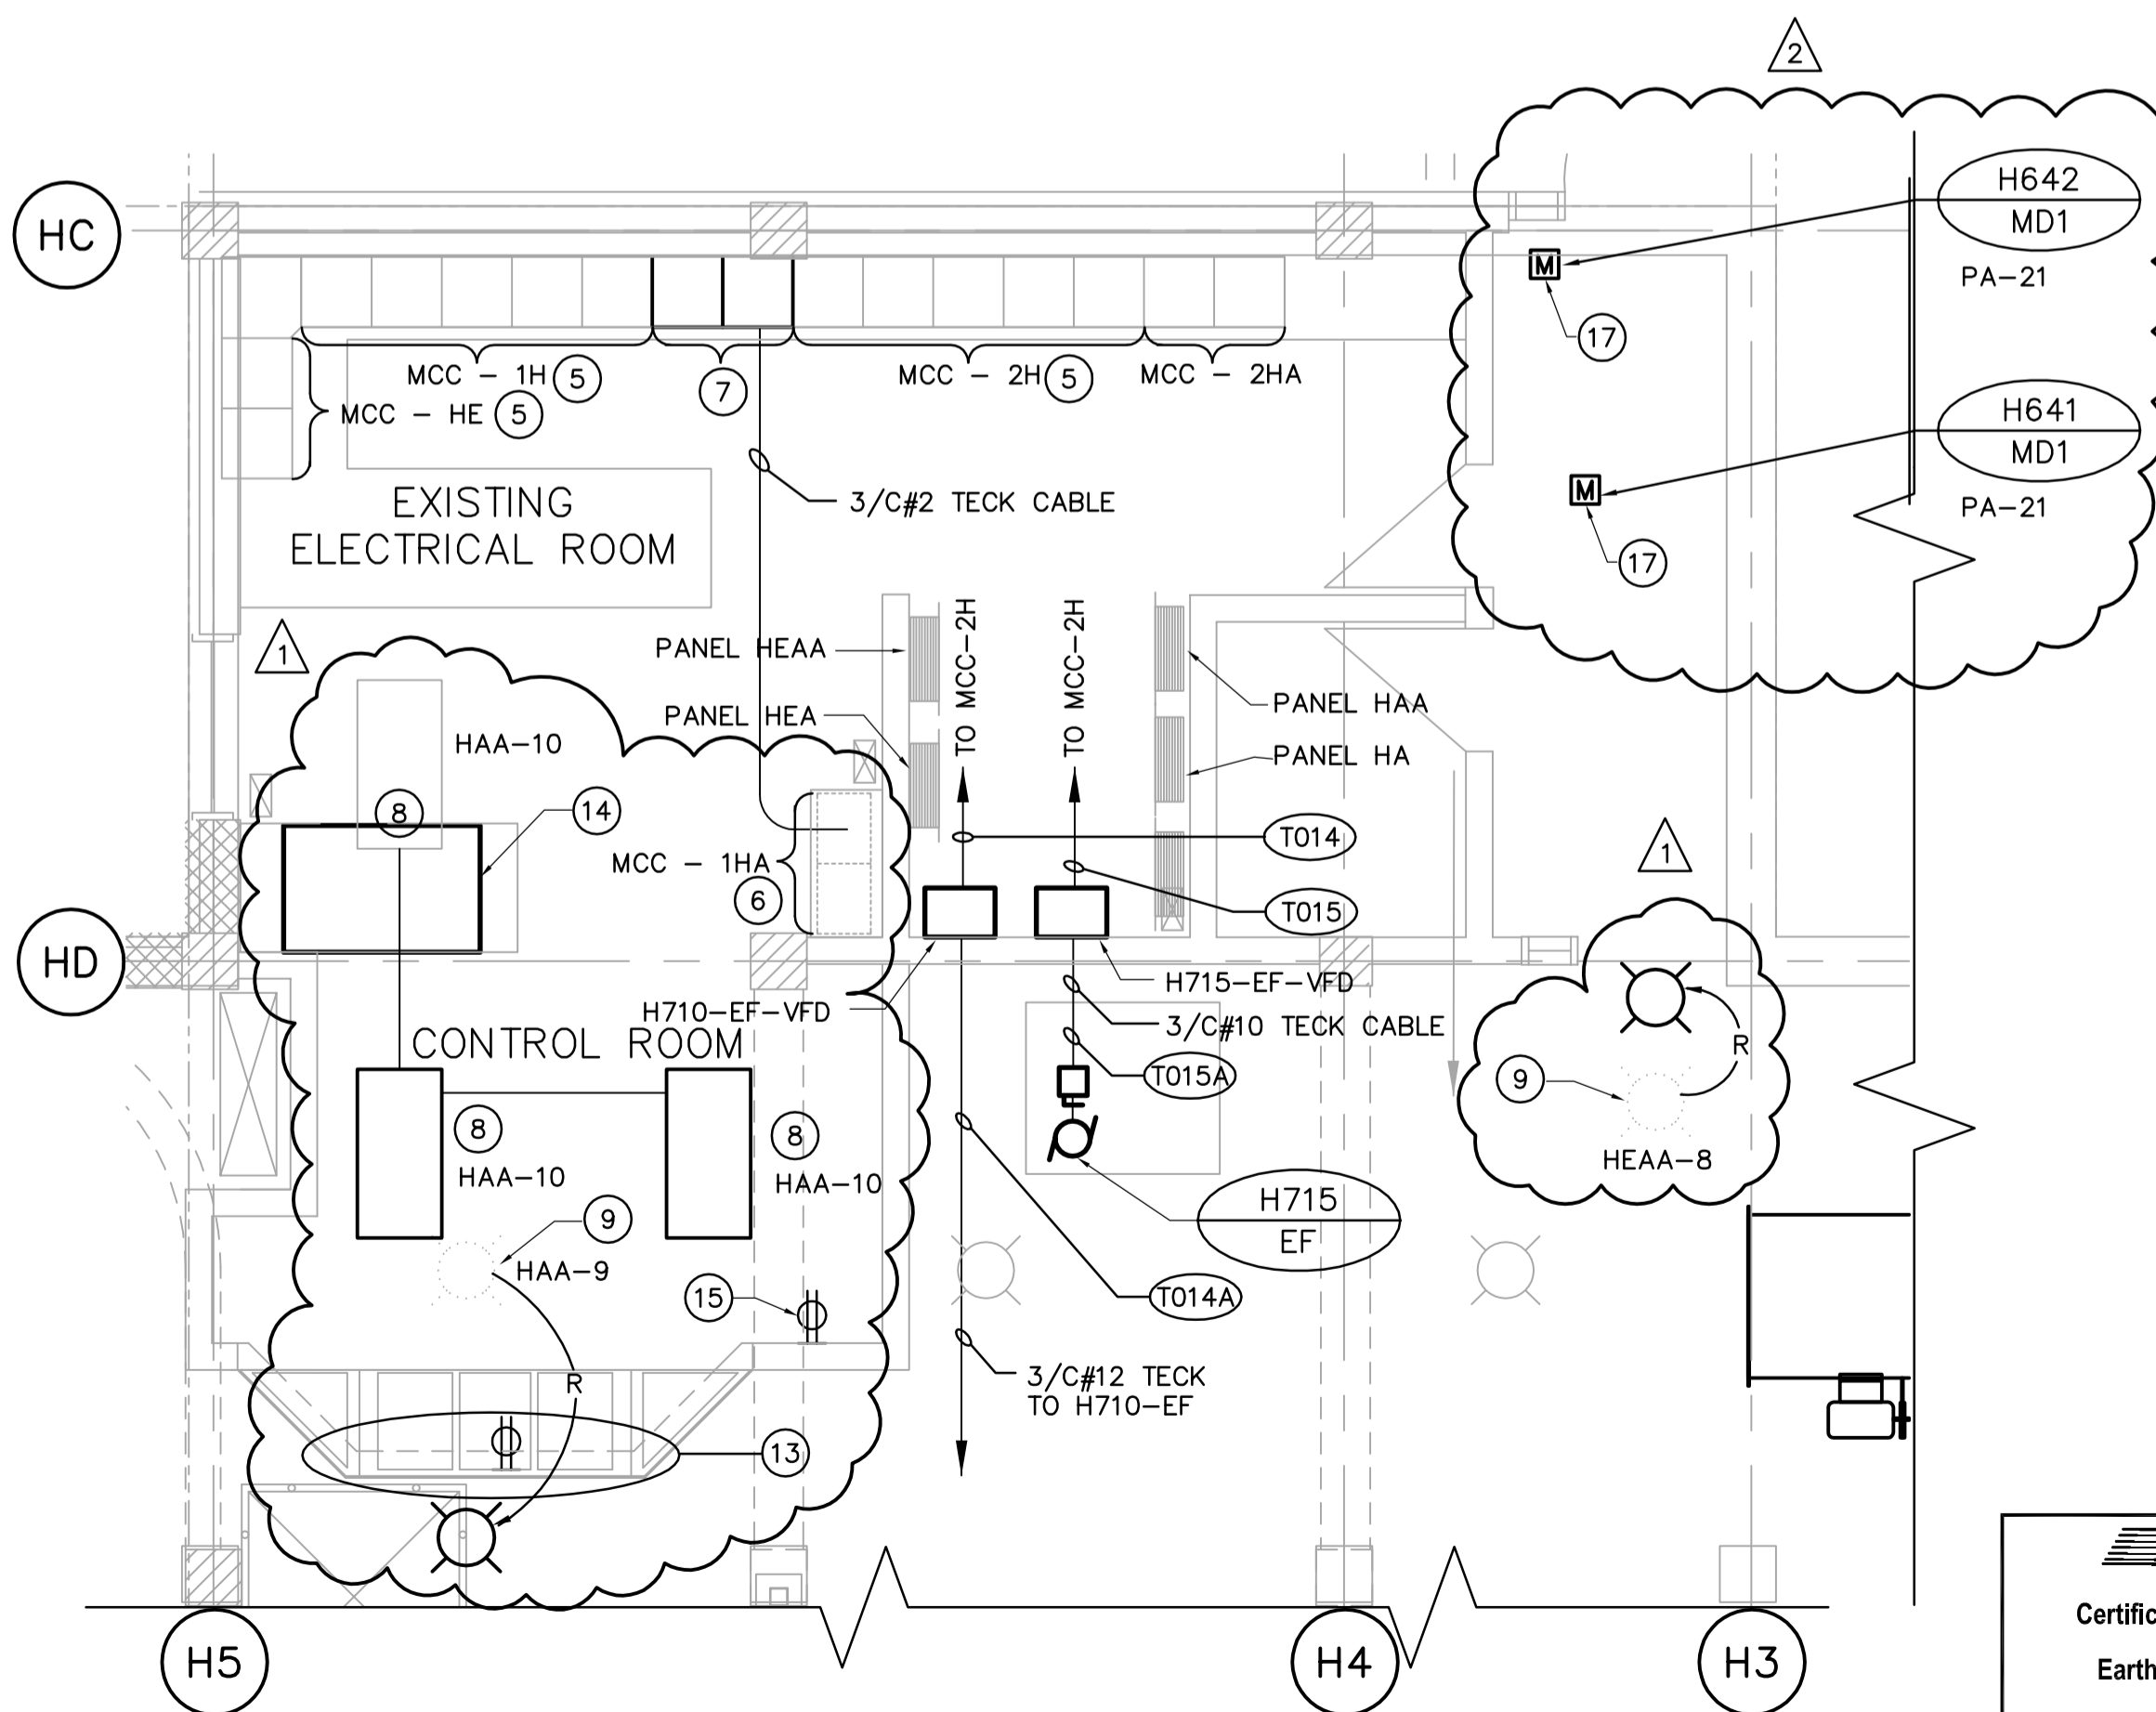 2
HC
H642
MD1
PA-21
M
17
MCC - 1H 5
7
MCC - 2H 5
MCC - 2HA
MCC - HE 5
H641
MD1
PA-21
M
17
3/C#2 TECK CABLE
EXISTING
ELECTRICAL ROOM
1
PANEL HEAA
TO MCC-2H
TO MCC-2H
PANEL HAA
PANEL HEA
PANEL HA
HAA-10
8
14
MCC - 1HA
6
T014
T015
1
HD
H715-EF-VFD
H710-EF-VFD
3/C#10 TECK CABLE
CONTROL ROOM
T015A
R
9
HEAA-8
8
HAA-10
8
HAA-10
H715
EF
9
HAA-9
15
T014A
R
3/C#12 TECK
TO H710-EF
13
Certific
Earth
H5
H4
H3